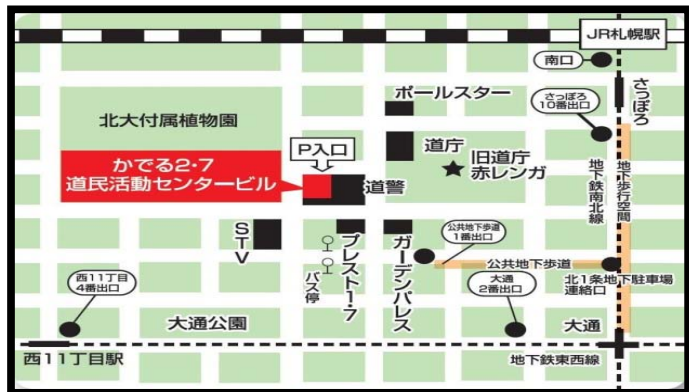 JR札幌駅
南口
さっぽろ
ポールスター
さっぽろ
10番出口
北大付属植物園
P入口
道庁
旧道庁
赤レンガ
かでる2・7
道民活動センタービル
道警
地下鉄南北線
地下歩行空間
STV
バス停
プレスト1・7
ガーデンパレス
公共地下歩道
1番出口
公共地下歩道
北1条地下駐車場
連絡口
西11丁目
4番出口
大通
2番出口
大通公園
大通
西11丁目駅
地下鉄東西線